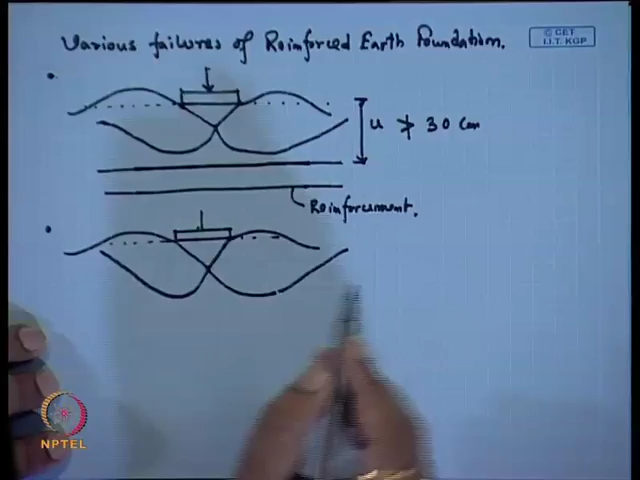 Various failures of Reinforced Earth Foundation.
© CET
I.I.T. KGP
u ≯ 30 cm
Reinforcement.
NPTEL